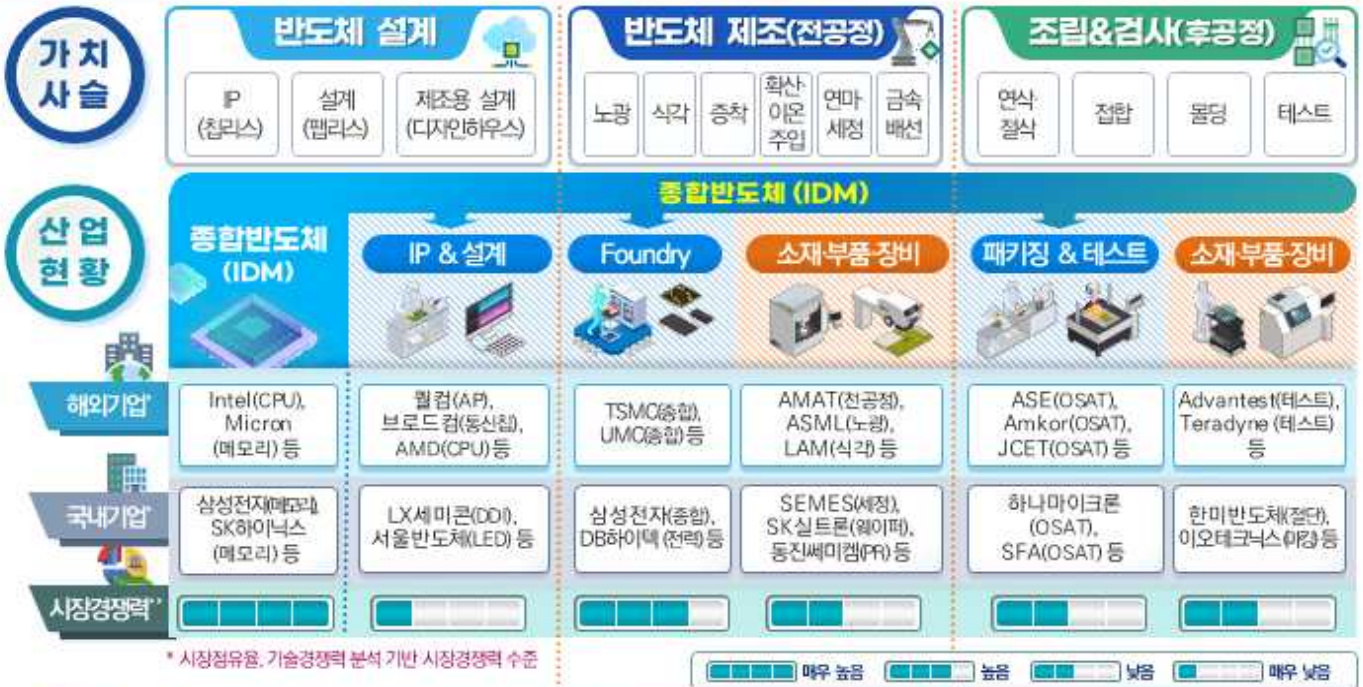 가 치
사 슬
반도체 설계
IP
(칩리스)
설계
(팹리스)
제조용 설계
(디자인하우스)
반도체 제조(전공정)
노광
식각
증착
확산·
이온
주입
연마·
세정
금속
배선
조립&검사(후공정)
연삭·
절삭
접합
몰딩
테스트
산 업
현 황
종합반도체 (IDM)
종합반도체
(IDM)
IP & 설계
Foundry
소재·부품·장비
패키징 & 테스트
소재·부품·장비
해외기업*
Intel(CPU),
Micron
(메모리) 등
퀄컴(AP),
브로드컴(통신칩),
AMD(CPU) 등
TSMC(종합),
UMC(종합) 등
AMAT(전공정),
ASML(노광),
LAM(식각) 등
ASE(OSAT),
Amkor(OSAT),
JCET(OSAT) 등
Advantest(테스트),
Teradyne (테스트)
등
국내기업*
삼성전자(메모리),
SK하이닉스
(메모리) 등
LX세미콘(DDI),
서울반도체(LED) 등
삼성전자(종합),
DB하이텍 (전력) 등
SEMES(세정),
SK실트론(웨이퍼),
동진쎄미켐(PR) 등
하나마이크론
(OSAT),
SFA(OSAT) 등
한미반도체(절단),
이오테크닉스(마킹) 등
시장경쟁력**
* 시장점유율, 기술경쟁력 분석 기반 시장경쟁력 수준
매우 높음
높음
낮음
매우 낮음